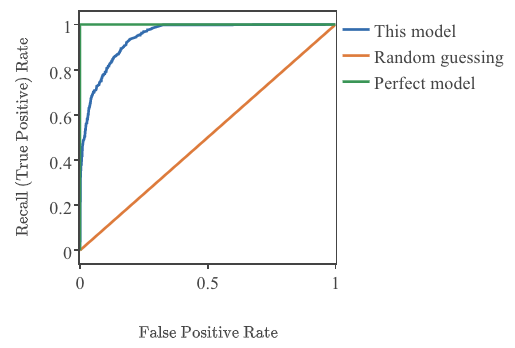 This model
Random guessing
Perfect model
Recall (True Positive) Rate
1
0.8
0.6
0.4
0.2
0
0
0.5
1
False Positive Rate